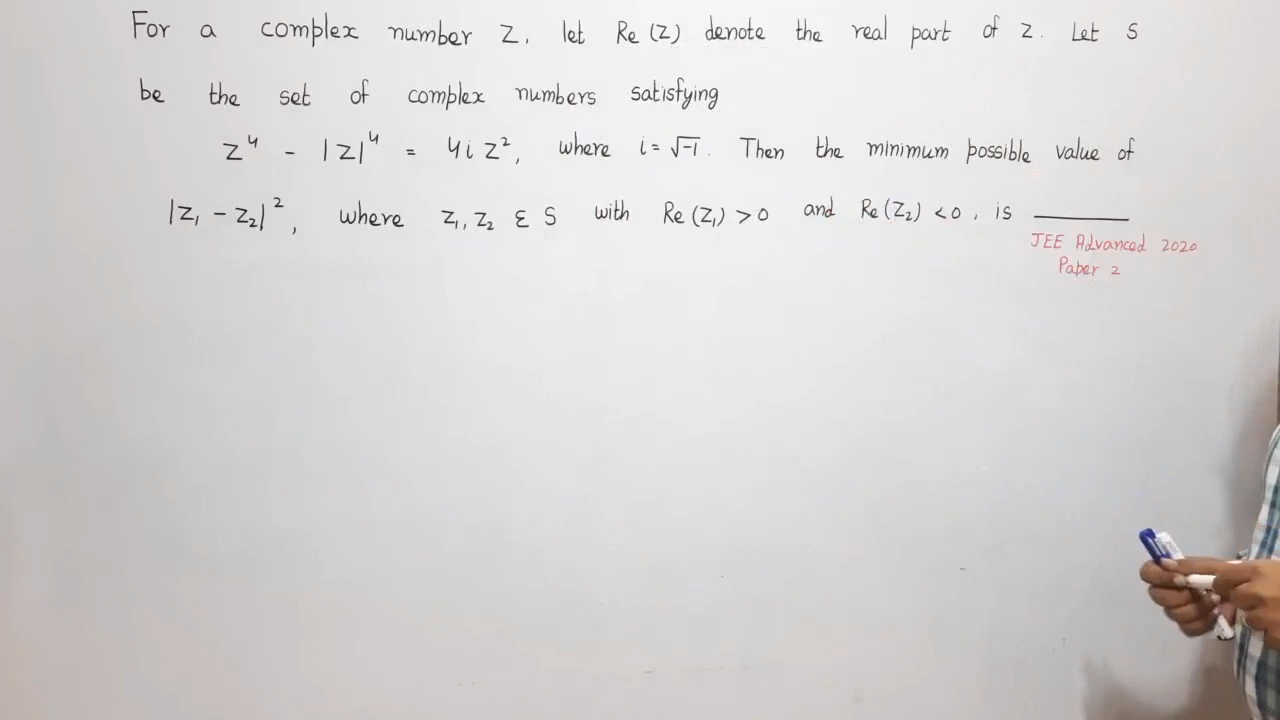 For a complex number z, let Re(z) denote the real part of z. Let S
be the set of complex numbers satisfying
z⁴ - |z|⁴ = 4iz², where i = √-1. Then the minimum possible value of
|z₁ - z₂|², where z₁, z₂ ε S with Re(z₁) > 0 and Re(z₂) < 0, is ______
JEE Advanced 2020
Paper 2